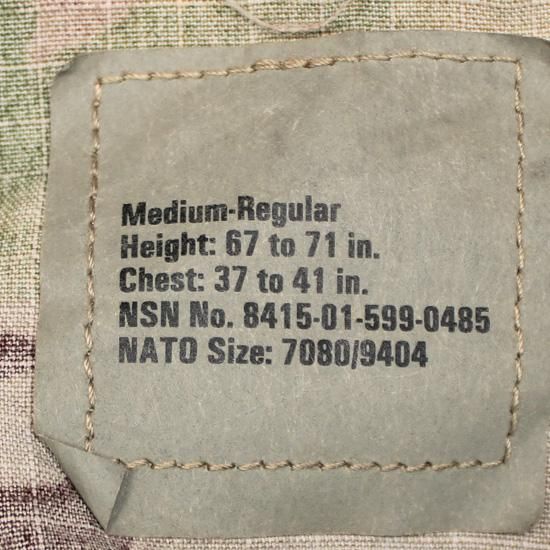 Medium-Regular
Height: 67 to 71 in.
Chest: 37 to 41 in.
NSN No. 8415-01-599-0485
NATO Size: 7080/9404